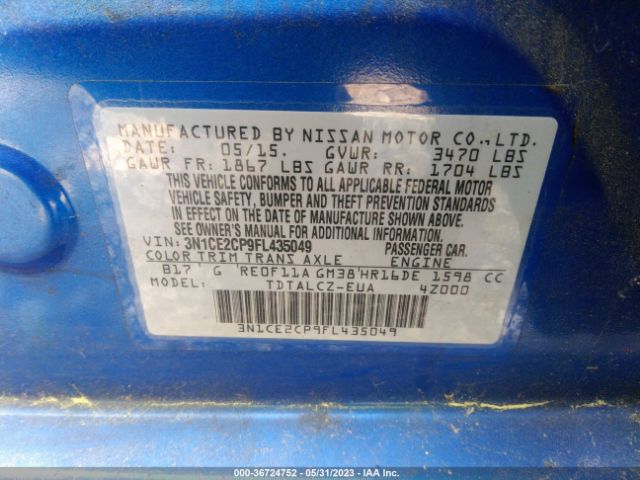 MANUFACTURED BY NISSAN MOTOR CO., LTD.
DATE: 05/15. GVWR: 3470 LBS
GAWR FR: 1867 LBS GAWR RR: 1704 LBS
THIS VEHICLE CONFORMS TO ALL APPLICABLE FEDERAL MOTOR
VEHICLE SAFETY, BUMPER AND THEFT PREVENTION STANDARDS
IN EFFECT ON THE DATE OF MANUFACTURE SHOWN ABOVE.
SEE OWNER'S MANUAL FOR ADDITIONAL INFORMATION.
VIN: 3N1CE2CP9FL435049 PASSENGER CAR.
COLOR TRIM TRANS AXLE ENGINE
B17 G RE0F11A GM38 HR16DE 1598 CC
MODEL: TDTALCZ-EUA 4Z000
3N1CE2CP9FL435049
000-36724752 — 05/31/2023 — IAA Inc.